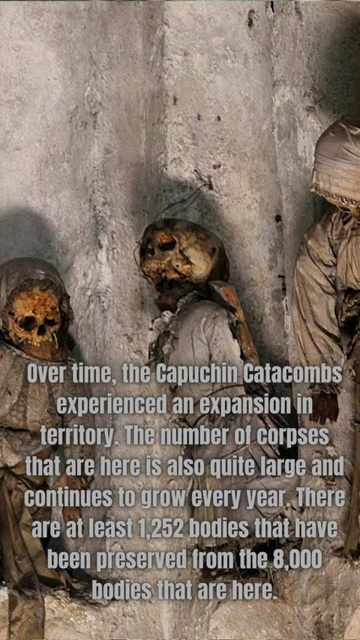 Over time, the Capuchin Catacombs
experienced an expansion in
territory. The number of corpses
that are here is also quite large and
continues to grow every year. There
are at least 1,252 bodies that have
been preserved from the 8,000
bodies that are here.